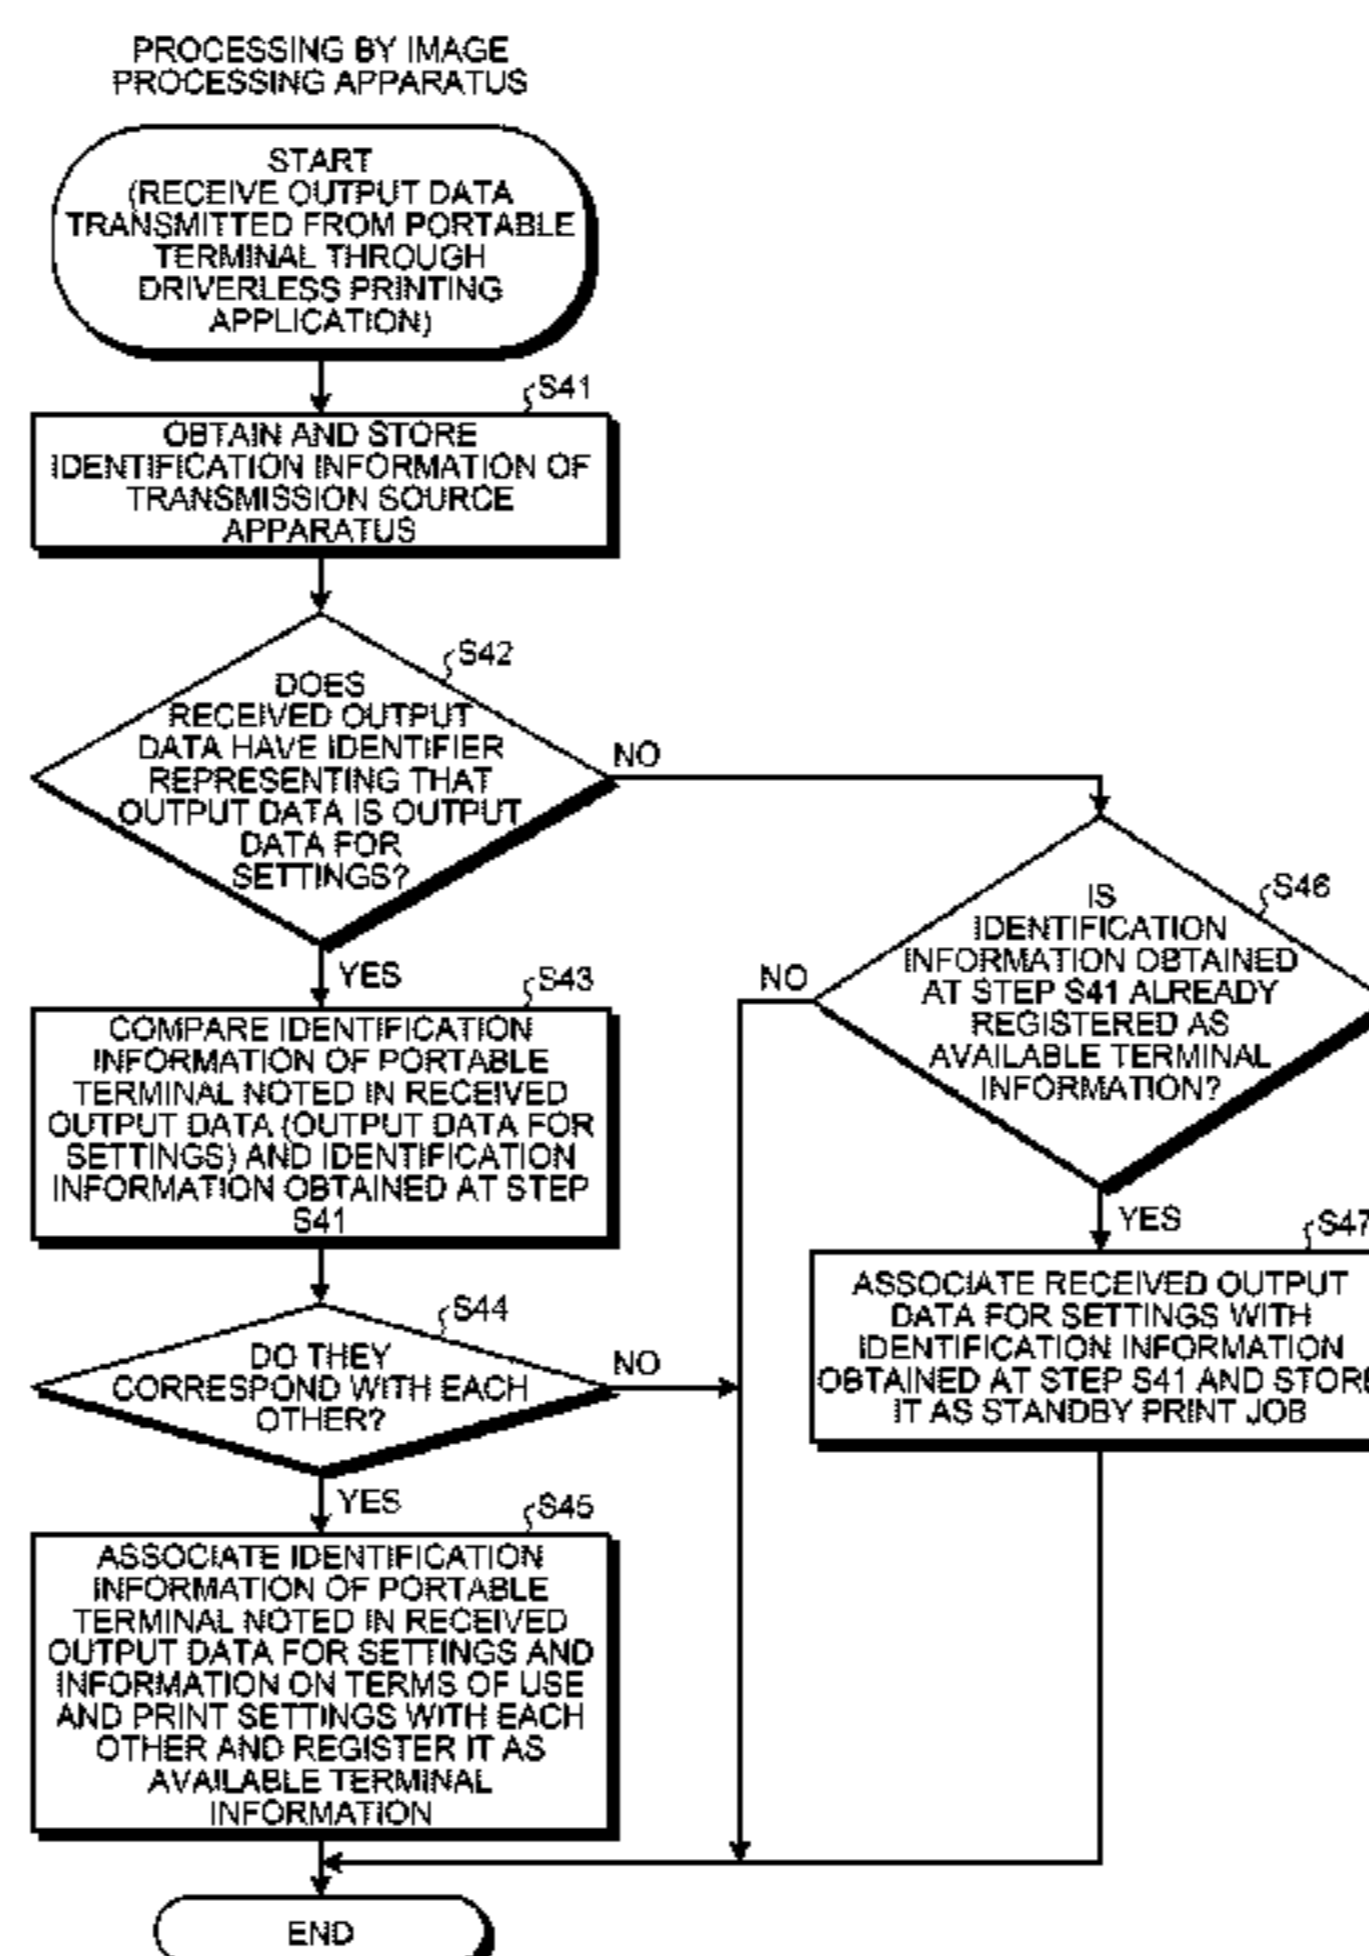 PROCESSING BY IMAGE
PROCESSING APPARATUS
START
(RECEIVE OUTPUT DATA
TRANSMITTED FROM PORTABLE
TERMINAL THROUGH
DRIVERLESS PRINTING
APPLICATION)
S41
OBTAIN AND STORE
IDENTIFICATION INFORMATION OF
TRANSMISSION SOURCE
APPARATUS
S42
DOES
RECEIVED OUTPUT
DATA HAVE IDENTIFIER
REPRESENTING THAT
OUTPUT DATA IS OUTPUT
DATA FOR
SETTINGS?
NO
YES
S43
COMPARE IDENTIFICATION
INFORMATION OF PORTABLE
TERMINAL NOTED IN RECEIVED
OUTPUT DATA (OUTPUT DATA FOR
SETTINGS) AND IDENTIFICATION
INFORMATION OBTAINED AT STEP
S41
S44
DO THEY
CORRESPOND WITH EACH
OTHER?
NO
YES
S45
ASSOCIATE IDENTIFICATION
INFORMATION OF PORTABLE
TERMINAL NOTED IN RECEIVED
OUTPUT DATA FOR SETTINGS AND
INFORMATION ON TERMS OF USE
AND PRINT SETTINGS WITH EACH
OTHER AND REGISTER IT AS
AVAILABLE TERMINAL
INFORMATION
S46
IS
IDENTIFICATION
INFORMATION OBTAINED
AT STEP S41 ALREADY
REGISTERED AS
AVAILABLE TERMINAL
INFORMATION?
NO
YES
S47
ASSOCIATE RECEIVED OUTPUT
DATA FOR SETTINGS WITH
IDENTIFICATION INFORMATION
OBTAINED AT STEP S41 AND STORE
IT AS STANDBY PRINT JOB
END